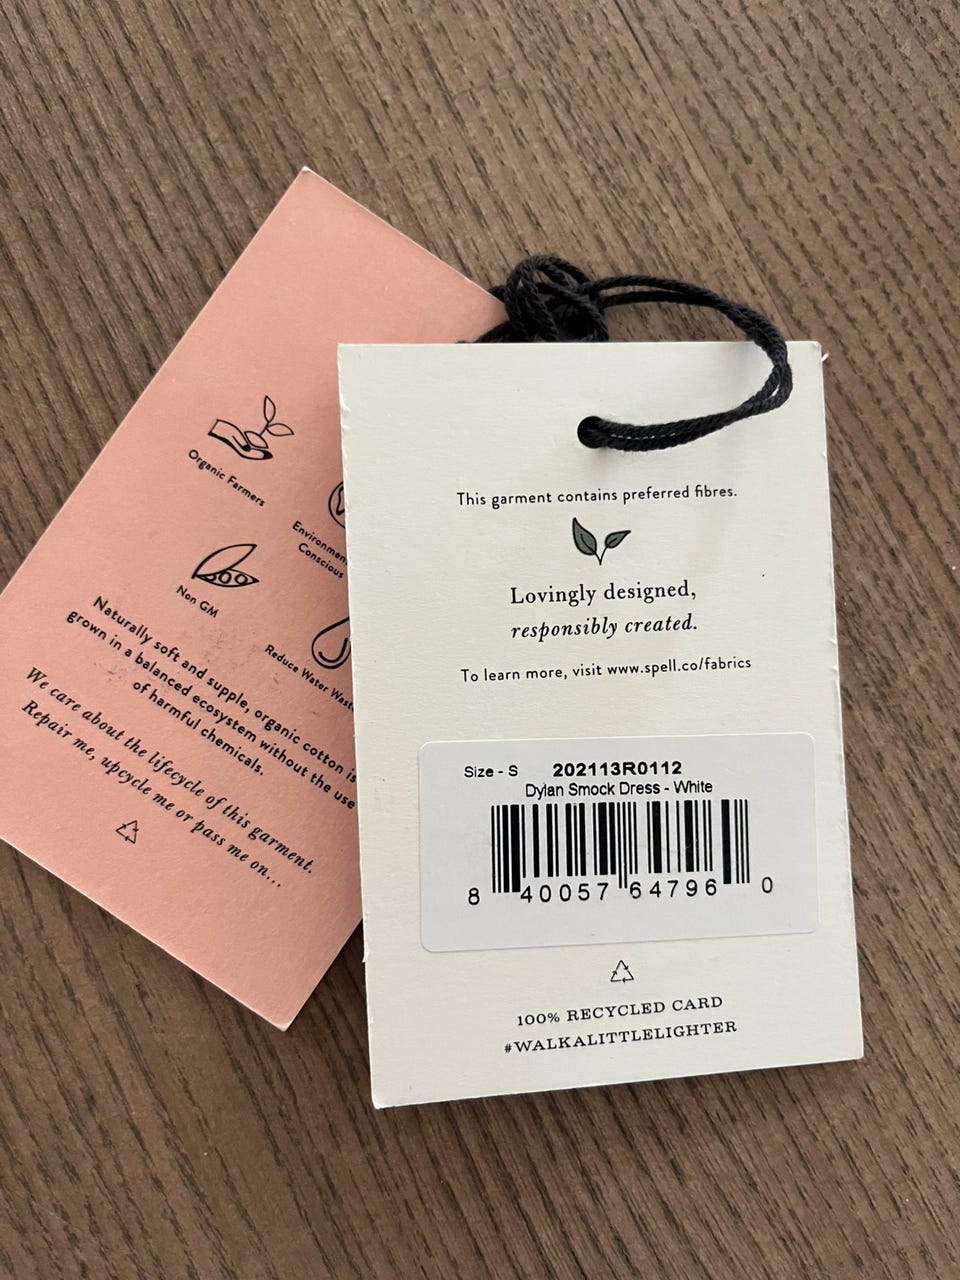 Organic Farmers
Environmen
Conscious
Non GM
Reduce Water Wast
Naturally soft and supple, organic cotton is
grown in a balanced ecosystem without the use
of harmful chemicals.
We care about the lifecycle of this garment.
Repair me, upcycle me or pass me on...
This garment contains preferred fibres.
Lovingly designed,
responsibly created.
To learn more, visit www.spell.co/fabrics
Size - S 202113R0112
Dylan Smock Dress - White
8 40057 64796 0
100% RECYCLED CARD
#WALKALITTLELIGHTER